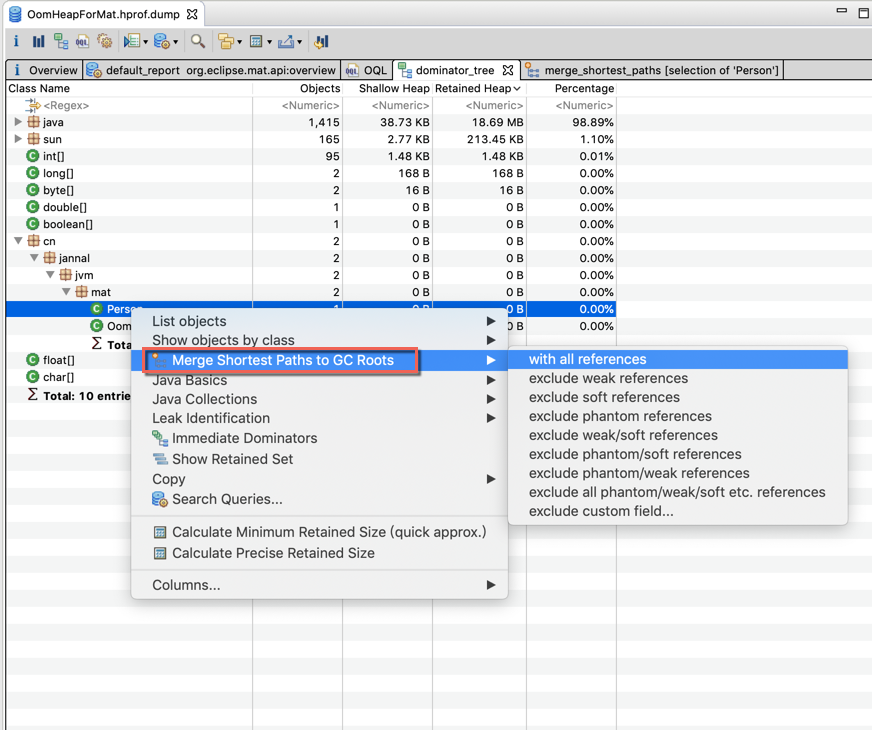 OomHeapForMat.hprof.dump
i OQL
i Overview default_report org.eclipse.mat.api:overview OQL dominator_tree merge_shortest_paths [selection of 'Person']
Class Name Objects Shallow Heap Retained Heap Percentage
<Regex> <Numeric> <Numeric> <Numeric> <Numeric>
java 1,415 38.73 KB 18.69 MB 98.89%
sun 165 2.77 KB 213.45 KB 1.10%
int[] 95 1.48 KB 1.48 KB 0.01%
long[] 2 168 B 168 B 0.00%
byte[] 2 16 B 16 B 0.00%
double[] 1 0 B 0 B 0.00%
boolean[] 1 0 B 0 B 0.00%
cn 2 0 B 0 B 0.00%
jannal 2 0 B 0 B 0.00%
jvm 2 0 B 0 B 0.00%
mat 2 0 B 0 B 0.00%
Person 1 0 B 0 B 0.00%
Oom 0 B 0.00%
Σ Tota
float[] 0.00%
char[] 0.00%
Σ Total: 10 entrie
List objects
Show objects by class
Merge Shortest Paths to GC Roots
Java Basics
Java Collections
Leak Identification
Immediate Dominators
Show Retained Set
Copy
Search Queries...
Calculate Minimum Retained Size (quick approx.)
Calculate Precise Retained Size
Columns...
with all references
exclude weak references
exclude soft references
exclude phantom references
exclude weak/soft references
exclude phantom/soft references
exclude phantom/weak references
exclude all phantom/weak/soft etc. references
exclude custom field...